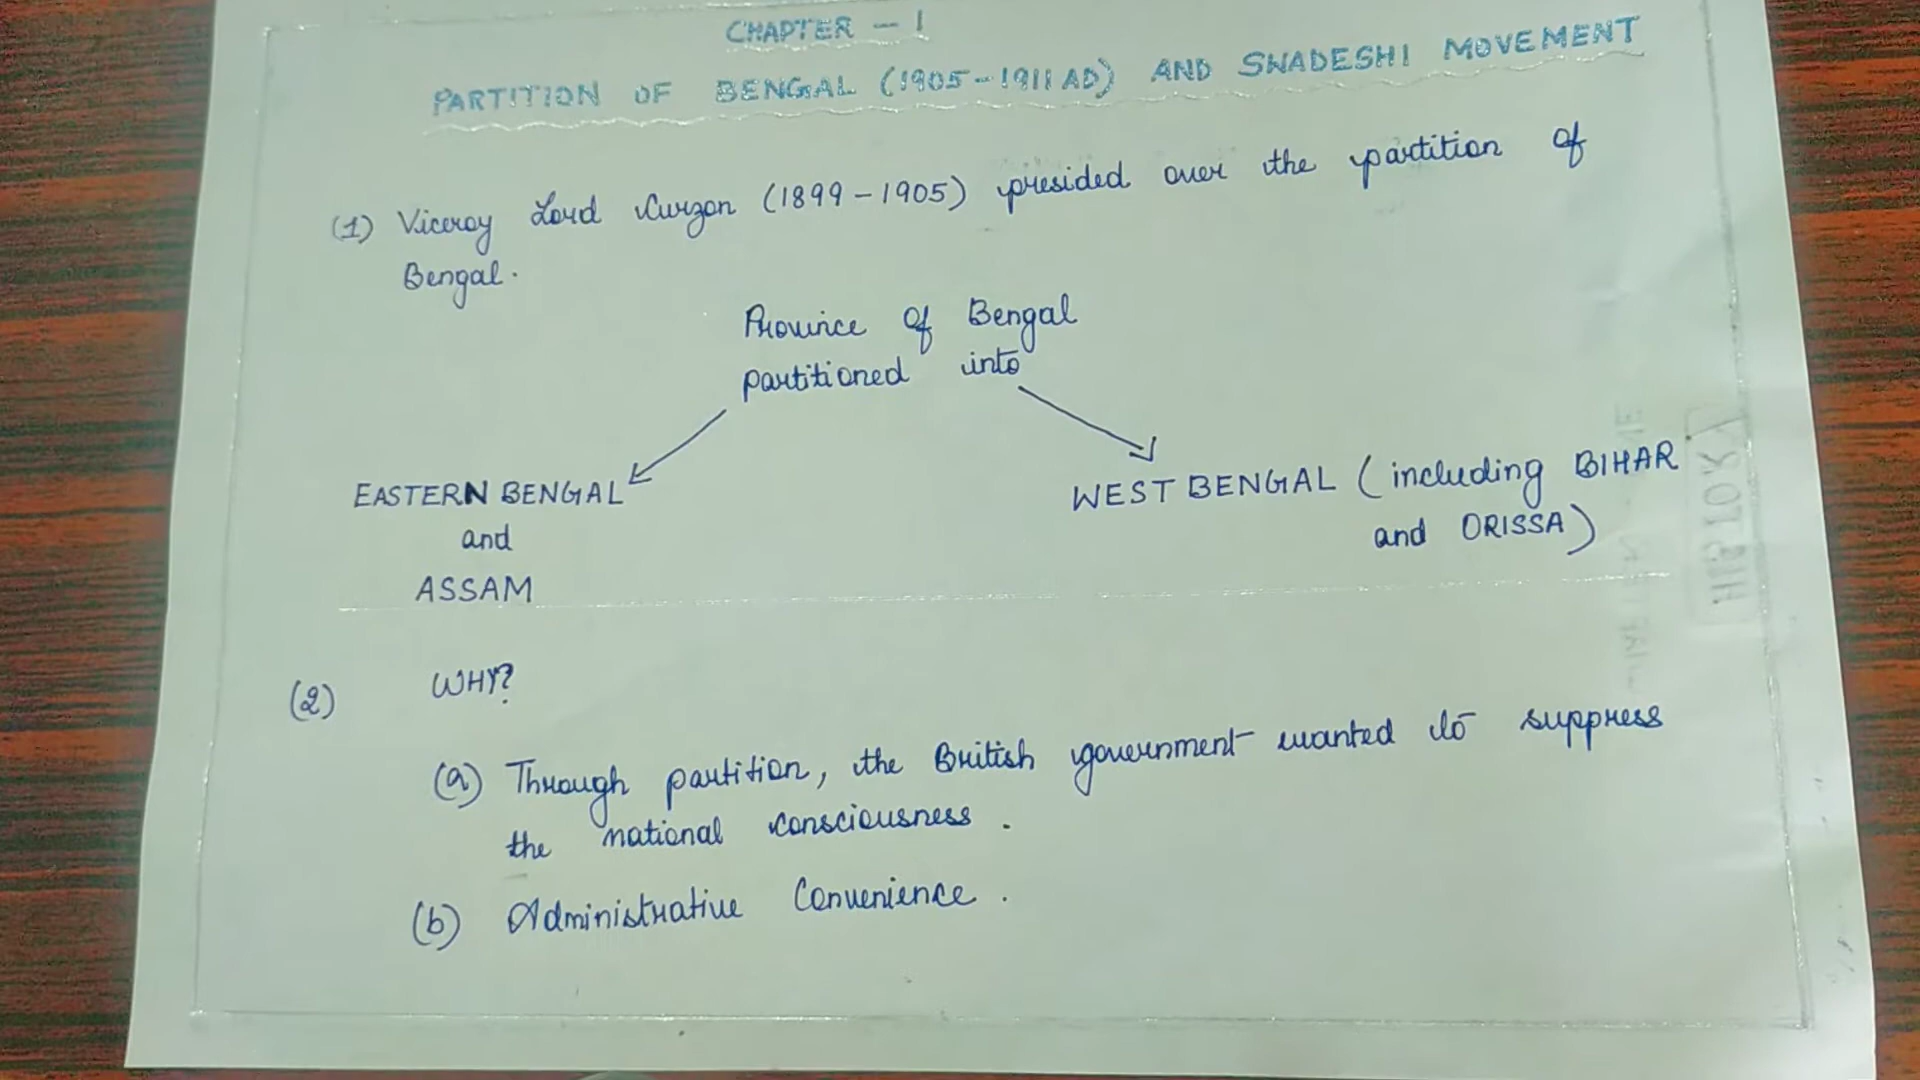 CHAPTER - 1
PARTITION OF BENGAL (1905-1911 AD) AND SWADESHI MOVEMENT
(1) Viceroy Lord Curzon (1899-1905) presided over the partition of
Bengal.
Province of Bengal
partitioned into
EASTERN BENGAL
and
ASSAM
WEST BENGAL (including BIHAR
and ORISSA)
(2) WHY?
(a) Through partition, the British government wanted to suppress
the national consciousness.
(b) Administrative Convenience.